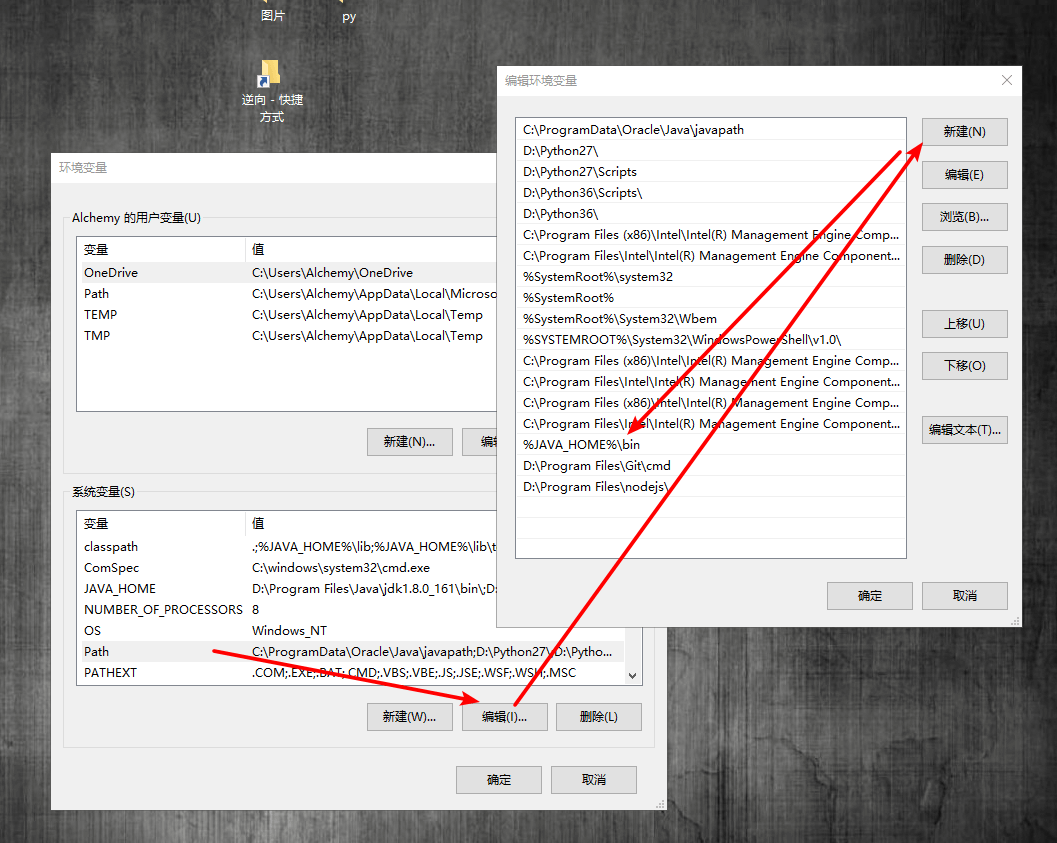 图片
py
逆向 - 快捷
方式
环境变量
Alchemy 的用户变量(U)
变量 值
OneDrive C:\Users\Alchemy\OneDrive
Path C:\Users\Alchemy\AppData\Local\Microso
TEMP C:\Users\Alchemy\AppData\Local\Temp
TMP C:\Users\Alchemy\AppData\Local\Temp
新建(N)... 编辑
系统变量(S)
变量 值
classpath .;%JAVA_HOME%\lib;%JAVA_HOME%\lib\t
ComSpec C:\windows\system32\cmd.exe
JAVA_HOME D:\Program Files\Java\jdk1.8.0_161\bin\;D:
NUMBER_OF_PROCESSORS 8
OS Windows_NT
Path C:\ProgramData\Oracle\Java\javapath;D:\Python27\;D:\Pytho...
PATHEXT .COM;.EXE;.BAT;.CMD;.VBS;.VBE;.JS;.JSE;.WSF;.WSH;.MSC
新建(W)... 编辑(I)... 删除(L)
确定 取消
编辑环境变量
C:\ProgramData\Oracle\Java\javapath
D:\Python27\
D:\Python27\Scripts
D:\Python36\Scripts\
D:\Python36\
C:\Program Files (x86)\Intel\Intel(R) Management Engine Comp...
C:\Program Files\Intel\Intel(R) Management Engine Component...
%SystemRoot%\system32
%SystemRoot%
%SystemRoot%\System32\Wbem
%SYSTEMROOT%\System32\WindowsPowerShell\v1.0\
C:\Program Files (x86)\Intel\Intel(R) Management Engine Comp...
C:\Program Files\Intel\Intel(R) Management Engine Component...
C:\Program Files (x86)\Intel\Intel(R) Management Engine Comp...
C:\Program Files\Intel\Intel(R) Management Engine Component...
%JAVA_HOME%\bin
D:\Program Files\Git\cmd
D:\Program Files\nodejs\
新建(N)
编辑(E)
浏览(B)...
删除(D)
上移(U)
下移(O)
编辑文本(T)...
确定 取消